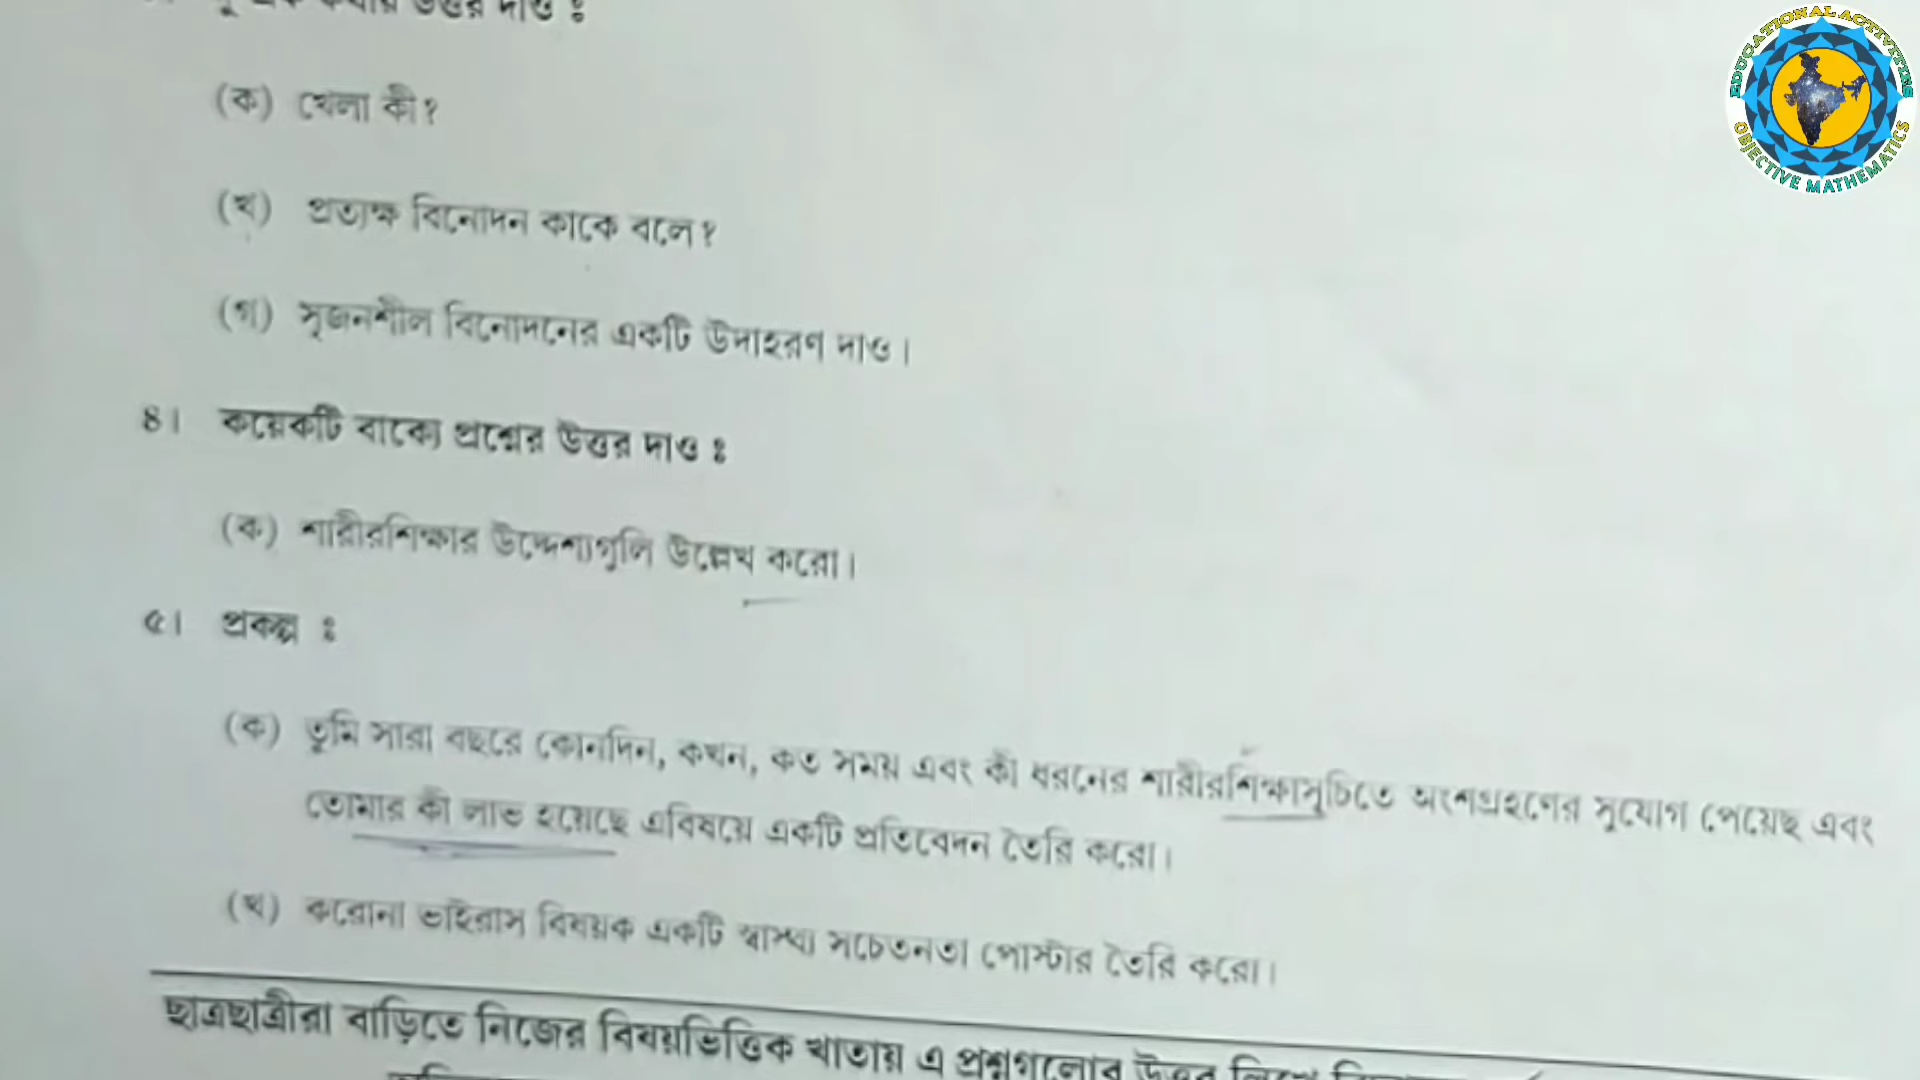 দাও ঃ
(ক) খেলা কী?
(খ) প্রত্যক্ষ বিনোদন কাকে বলে?
(গ) সৃজনশীল বিনোদনের একটি উদাহরণ দাও।
৪। কয়েকটি বাক্যে প্রশ্নের উত্তর দাও ঃ
(ক) শারীরশিক্ষার উদ্দেশ্যগুলি উল্লেখ করো।
৫। প্রকল্প ঃ
(ক) তুমি সারা বছরে কোনদিন, কখন, কত সময় এবং কী ধরনের শারীরশিক্ষাসূচিতে অংশগ্রহণের সুযোগ পেয়েছ এবং
তোমার কী লাভ হয়েছে এবিষয়ে একটি প্রতিবেদন তৈরি করো।
(খ) করোনা ভাইরাস বিষয়ক একটি স্বাস্থ্য সচেতনতা পোস্টার তৈরি করো।
ছাত্রছাত্রীরা বাড়িতে নিজের বিষয়ভিত্তিক খাতায় এ প্রশ্নগুলোর উত্তর লিখে
EDUCATIONAL ACTIVITIES
OBJECTIVE MATHEMATICS